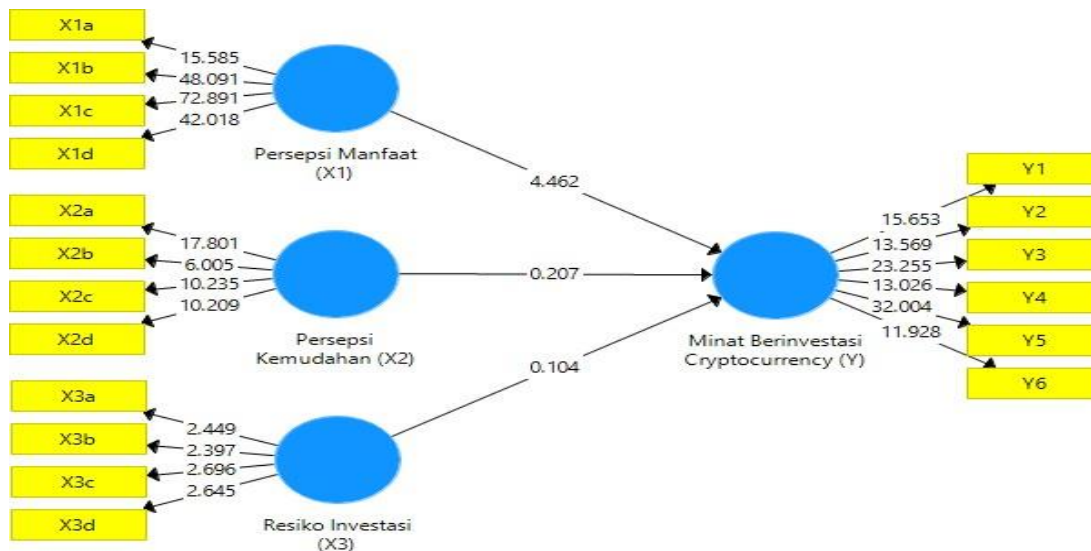 X1a
15.585
X1b
48.091
X1c
72.891
42.018
X1d
Persepsi Manfaat
(X1)
4.462
X2a
17.801
X2b
6.005
X2c
10.235
10.209
X2d
Persepsi
Kemudahan (X2)
0.207
X3a
2.449
X3b
2.397
X3c
2.696
2.645
X3d
Resiko Investasi
(X3)
0.104
Minat Berinvestasi
Cryptocurrency (Y)
Y1
15.653
Y2
13.569
Y3
23.255
13.026
Y4
32.004
Y5
11.928
Y6